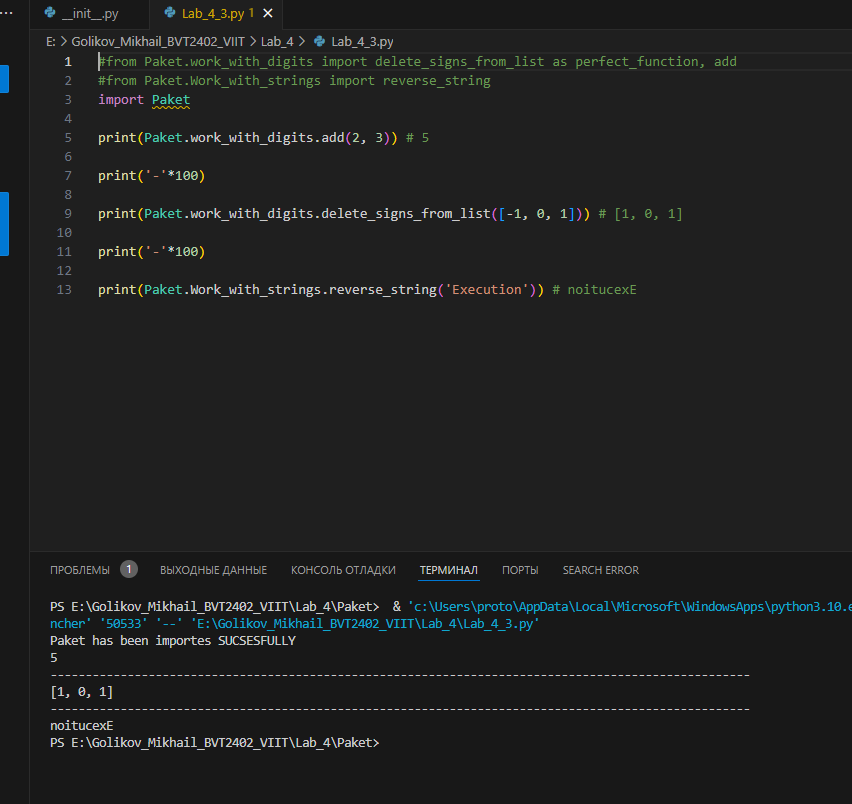 ... __init__.py Lab_4_3.py 1 ×
E: > Golikov_Mikhail_BVT2402_VIIT > Lab_4 > Lab_4_3.py
1 #from Paket.work_with_digits import delete_signs_from_list as perfect_function, add
2 #from Paket.Work_with_strings import reverse_string
3 import Paket
4
5 print(Paket.work_with_digits.add(2, 3)) # 5
6
7 print('-'*100)
8
9 print(Paket.work_with_digits.delete_signs_from_list([-1, 0, 1])) # [1, 0, 1]
10
11 print('-'*100)
12
13 print(Paket.Work_with_strings.reverse_string('Execution')) # noitucexE
ПРОБЛЕМЫ 1 ВЫХОДНЫЕ ДАННЫЕ КОНСОЛЬ ОТЛАДКИ ТЕРМИНАЛ ПОРТЫ SEARCH ERROR
PS E:\Golikov_Mikhail_BVT2402_VIIT\Lab_4\Paket> & 'c:\Users\proto\AppData\Local\Microsoft\WindowsApps\python3.10.e
ncher' '50533' '--' 'E:\Golikov_Mikhail_BVT2402_VIIT\Lab_4\Lab_4_3.py'
Paket has been importes SUCSESFULLY
5
----------------------------------------------------------------------------------------------------
[1, 0, 1]
----------------------------------------------------------------------------------------------------
noitucexE
PS E:\Golikov_Mikhail_BVT2402_VIIT\Lab_4\Paket>